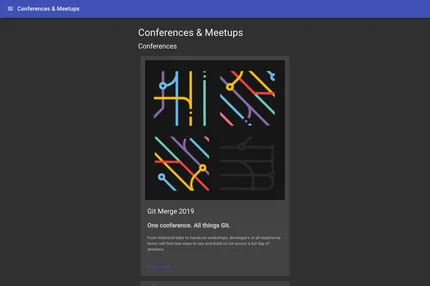 Conferences & Meetups
Conferences & Meetups
Conferences
Git Merge 2019
One conference. All things Git.
From technical talks to hands-on workshops, developers of all experience
levels will find new ways to use and build on Git across a full day of
sessions.